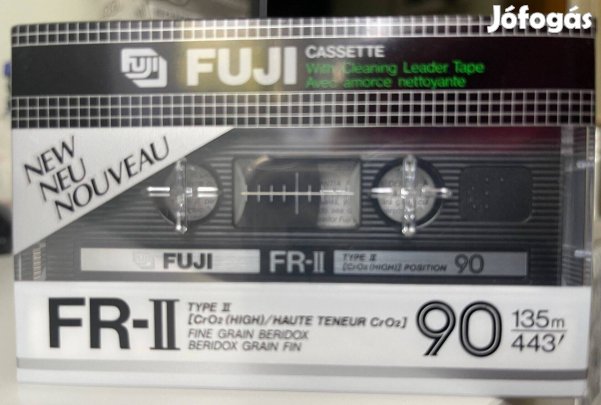 Jófogás
FUJI FUJI CASSETTE
With Cleaning Leader Tape
Avec amorce nettoyante
NEW
NEU
NOUVEAU
FUJI FR-II TYPE II
[CrO2 (HIGH)] POSITION 90
FR-II TYPE II
[CrO2 (HIGH)/HAUTE TENEUR CrO2]
FINE GRAIN BERIDOX
BERIDOX GRAIN FIN
90 135m
443'